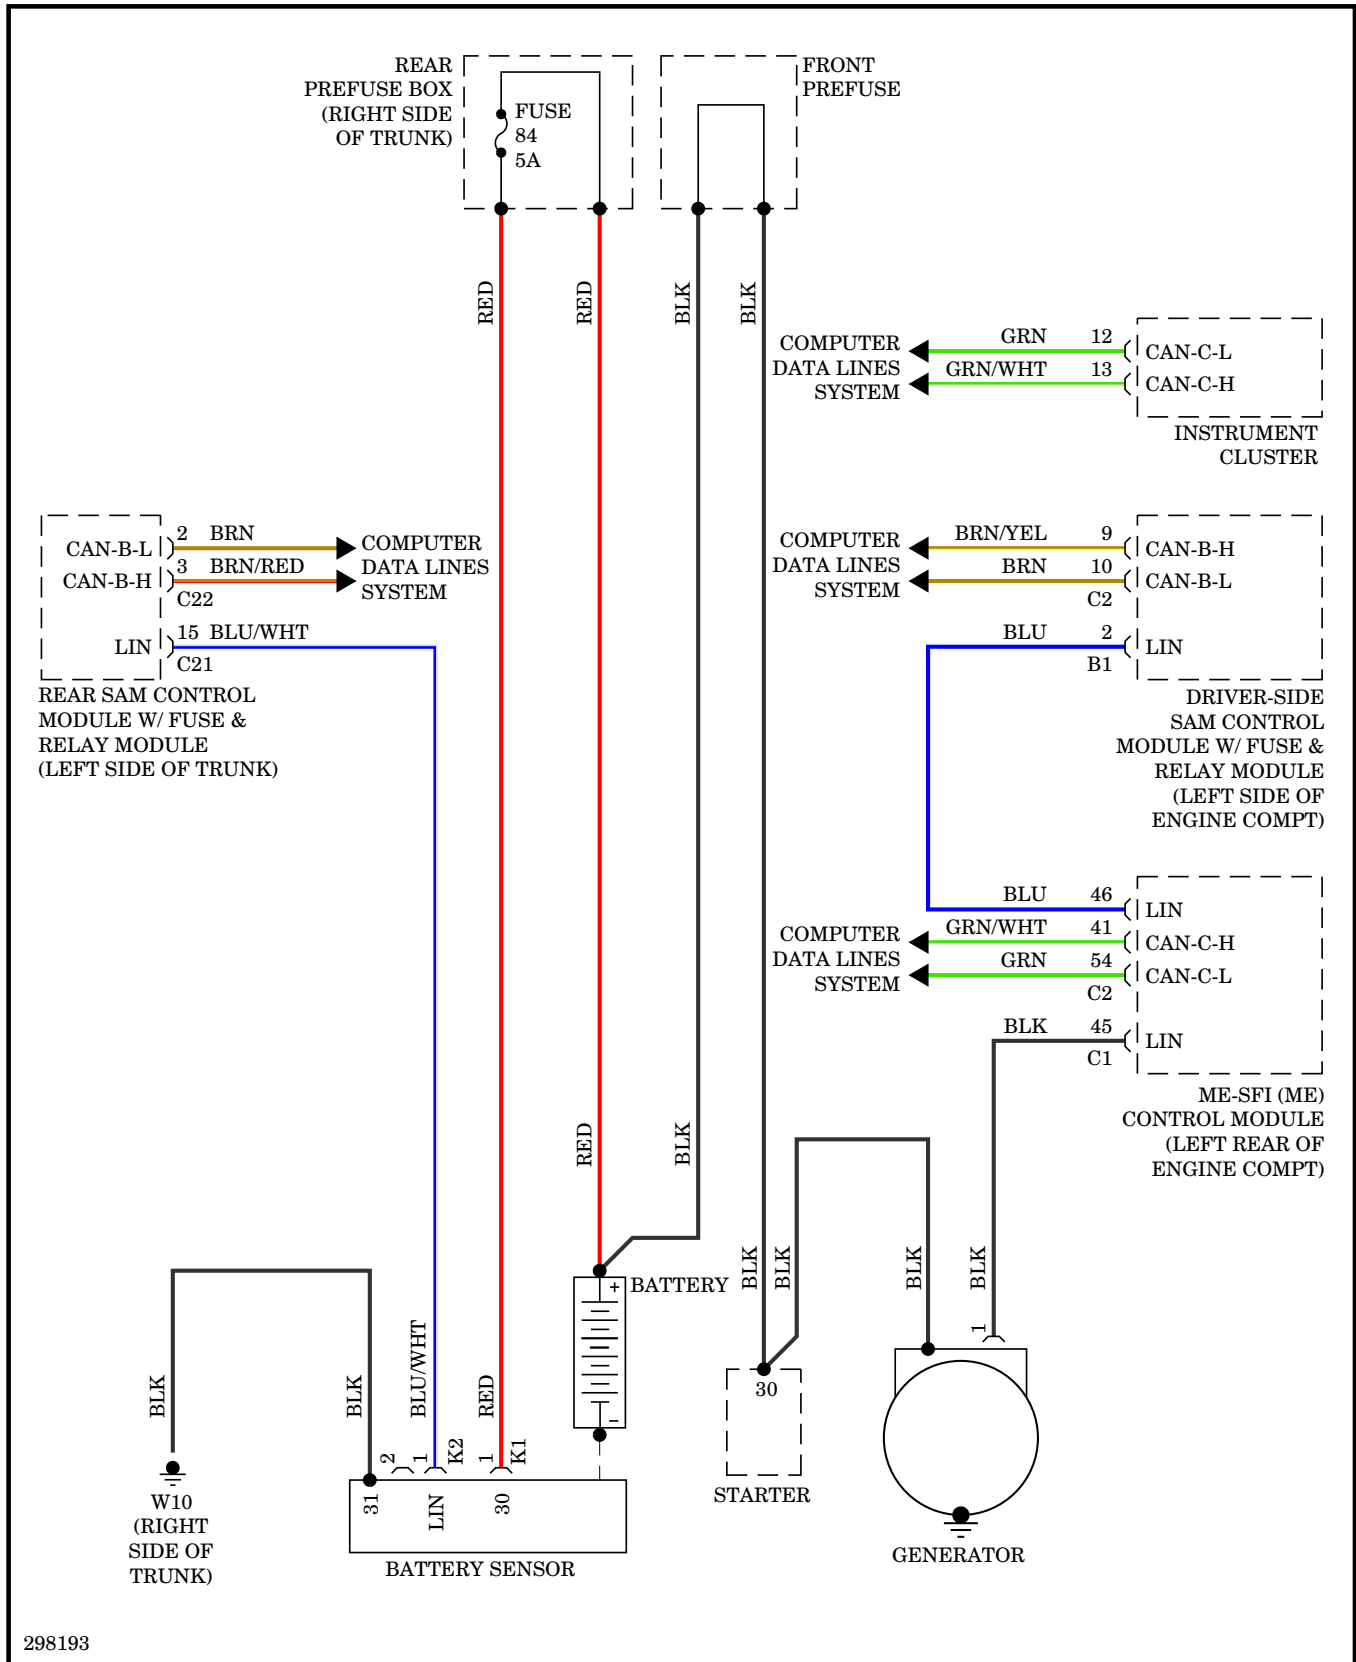 REAR
PREFUSE BOX
(RIGHT SIDE
OF TRUNK)
FUSE
84
5A
FRONT
PREFUSE
RED
RED
BLK
BLK
COMPUTER
DATA LINES
SYSTEM
GRN
12
GRN/WHT
13
CAN-C-L
CAN-C-H
INSTRUMENT
CLUSTER
CAN-B-L
CAN-B-H
LIN
2
BRN
3
BRN/RED
C22
15
BLU/WHT
C21
COMPUTER
DATA LINES
SYSTEM
REAR SAM CONTROL
MODULE W/ FUSE &
RELAY MODULE
(LEFT SIDE OF TRUNK)
COMPUTER
DATA LINES
SYSTEM
BRN/YEL
9
BRN
10
C2
BLU
2
B1
CAN-B-H
CAN-B-L
LIN
DRIVER-SIDE
SAM CONTROL
MODULE W/ FUSE &
RELAY MODULE
(LEFT SIDE OF
ENGINE COMPT)
BLU
46
COMPUTER
DATA LINES
SYSTEM
GRN/WHT
41
GRN
54
C2
BLK
45
C1
LIN
CAN-C-H
CAN-C-L
LIN
ME-SFI (ME)
CONTROL MODULE
(LEFT REAR OF
ENGINE COMPT)
RED
BLK
BLK
BLK
BLK
BLK
1
+
BATTERY
-
BLK
BLK
BLU/WHT
RED
2
1
K2
1
K1
31
LIN
30
BATTERY SENSOR
W10
(RIGHT
SIDE OF
TRUNK)
30
STARTER
GENERATOR
298193